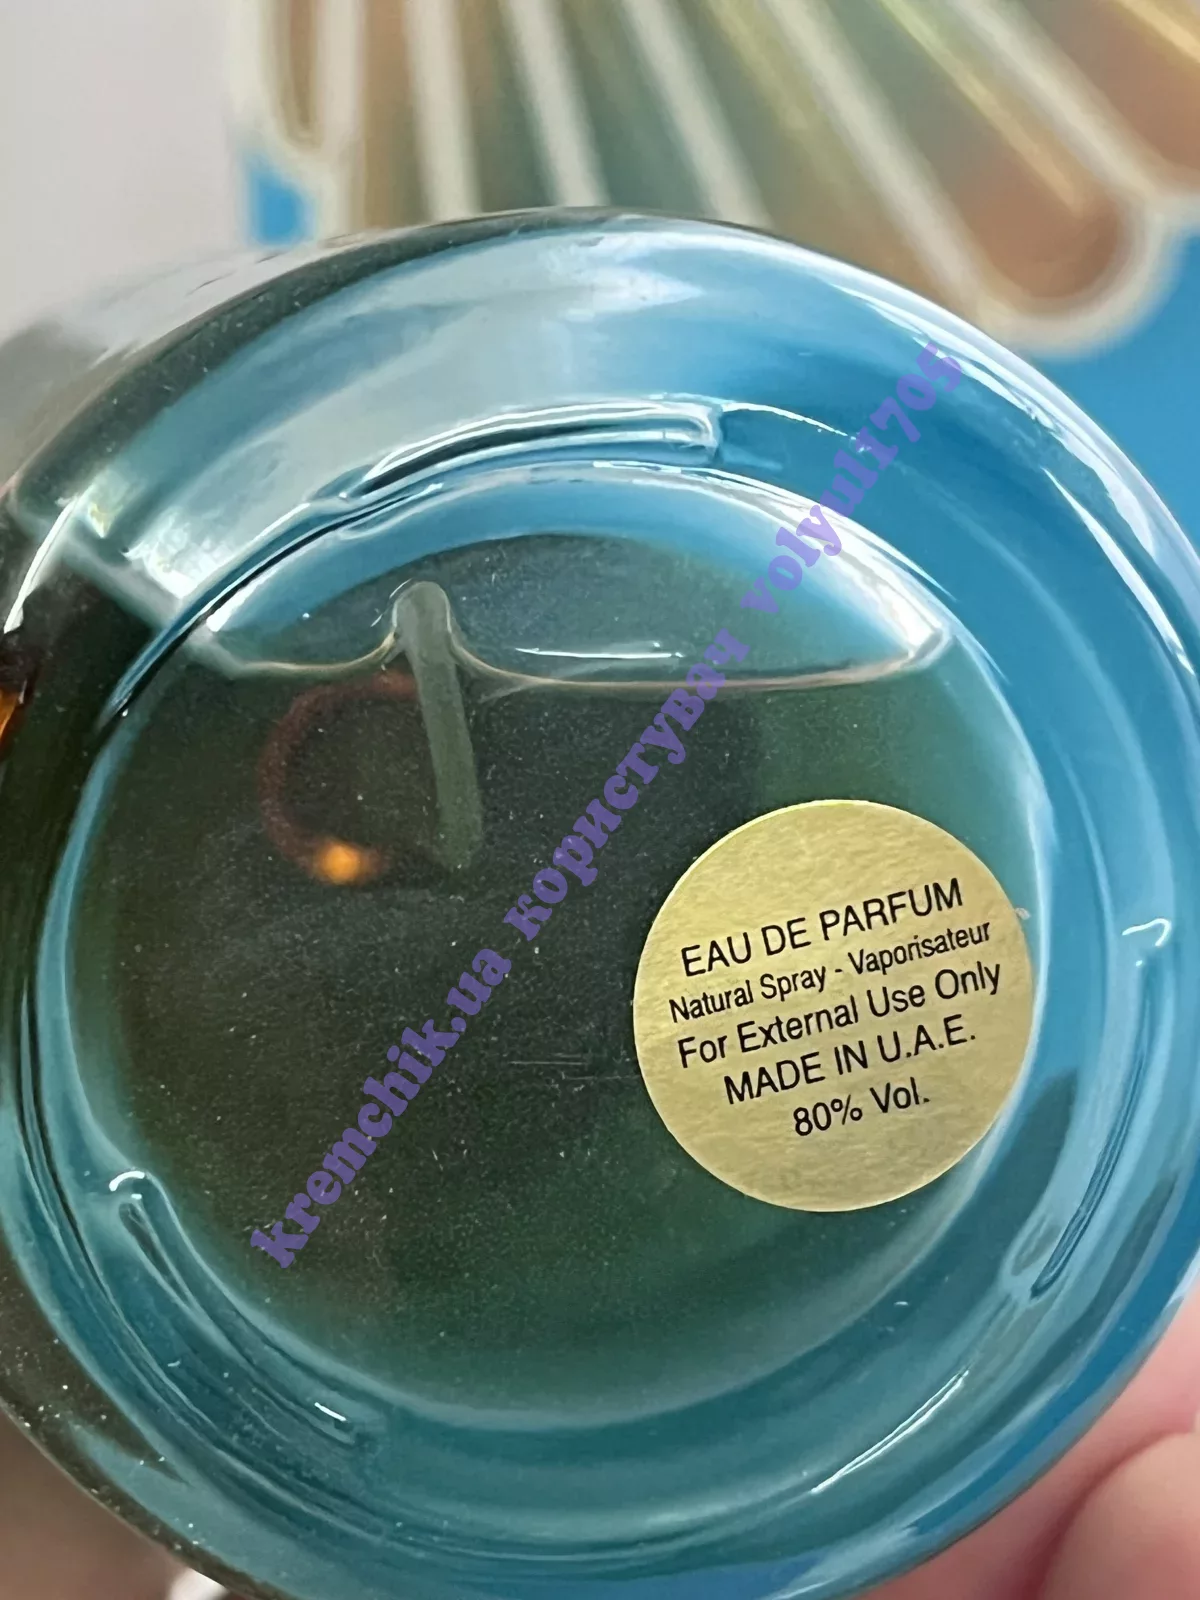 kremchik.ua користувач volyul1705
EAU DE PARFUM
Natural Spray - Vaporisateur
For External Use Only
MADE IN U.A.E.
80% Vol.